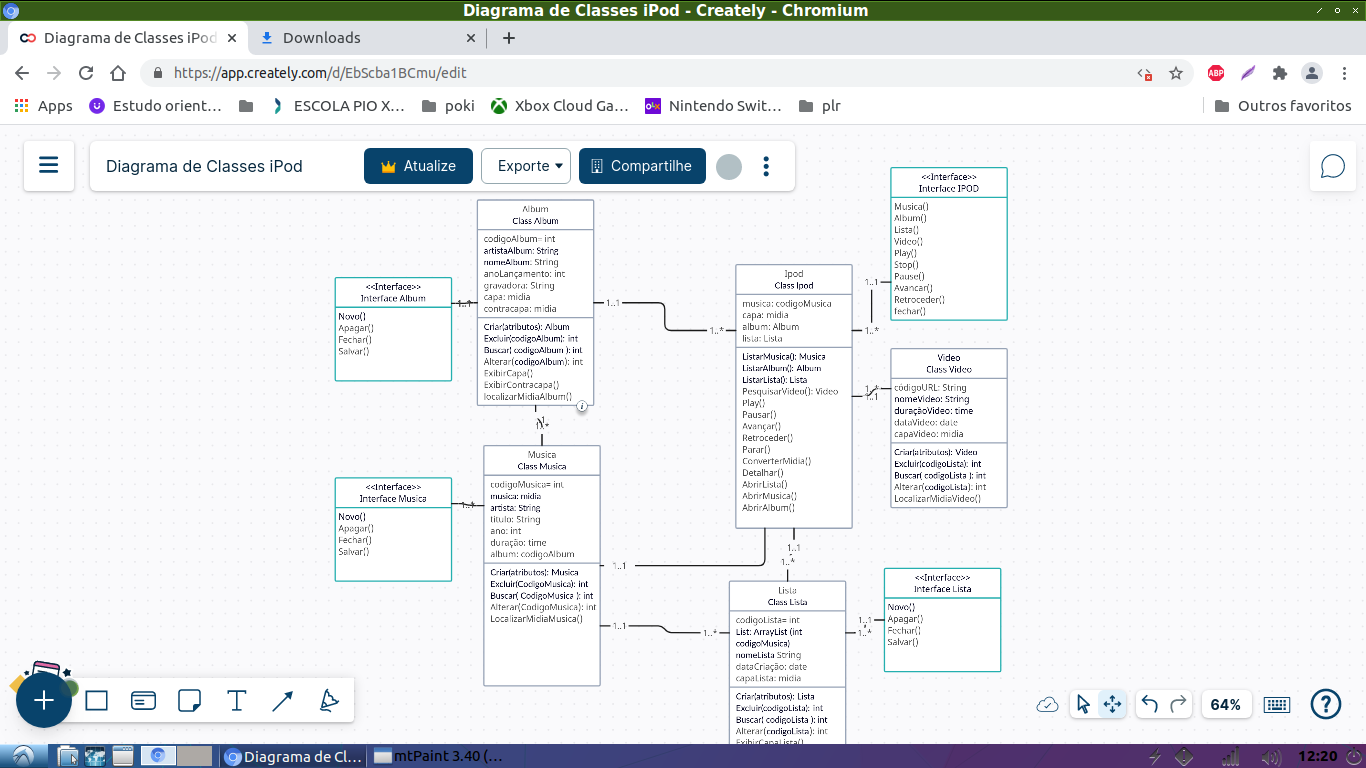 Diagrama de Classes iPod - Creately - Chromium
Diagrama de Classes iPod
Downloads
https://app.creately.com/d/EbScba1BCmu/edit
ABP
Apps
Estudo orient...
ESCOLA PIO X...
poki
Xbox Cloud Ga...
olx
Nintendo Swit...
plr
Outros favoritos
Diagrama de Classes iPod
Atualize
Exporte
Compartilhe
<<Interface>>
Interface IPOD
Musica()
Album()
Lista()
Video()
Play()
Stop()
Pause()
Avancar()
Retroceder()
fechar()
Album
Class Album
codigoAlbum= int
artistaAlbum: String
nomeAlbum: String
anoLançamento: int
gravadora: String
capa: midia
contracapa: midia
Criar(atributos): Album
Excluir(codigoAlbum): int
Buscar( codigoAlbum ): int
Alterar(codigoAlbum): int
ExibirCapa()
ExibirContracapa()
localizarMidiaAlbum()
<<Interface>>
Interface Album
Novo()
Apagar()
Fechar()
Salvar()
1..1
1..1
1..*
Ipod
Class Ipod
musica: codigoMusica
capa: midia
album: Album
lista: Lista
ListarMusica(): Musica
ListarAlbum(): Album
ListarLista(): Lista
PesquisarVideo(): Video
Play()
Pausar()
Avançar()
Retroceder()
Parar()
ConverterMidia()
Detalhar()
AbrirLista()
AbrirMusica()
AbrirAlbum()
1..1
1..*
Video
Class Video
códigoURL: String
nomeVideo: String
duraçãoVideo: time
dataVideo: date
capaVideo: midia
Criar(atributos): Video
Excluir(codigoLista): int
Buscar( codigoLista ): int
Alterar(codigoLista): int
LocalizarMidiaVideo()
1..*
1..1
1..*
Musica
Class Musica
codigoMusica= int
musica: midia
artista: String
titulo: String
ano: int
duração: time
album: codigoAlbum
Criar(atributos): Musica
Excluir(CodigoMusica): int
Buscar( CodigoMusica ): int
Alterar(CodigoMusica): int
LocalizarMidiaMusica()
<<Interface>>
Interface Musica
Novo()
Apagar()
Fechar()
Salvar()
1..*
1..1
1..1
1..*
1..1
1..*
Lista
Class Lista
codigoLista= int
List: ArrayList (int
codigoMusica)
nomeLista String
dataCriação: date
capaLista: midia
Criar(atributos): Lista
Excluir(codigoLista): int
Buscar( codigoLista ): int
Alterar(codigoLista): int
ExibirCapaLista()
1..1
1..*
<<Interface>>
Interface Lista
Novo()
Apagar()
Fechar()
Salvar()
T
64%
?
Diagrama de Cl...
mtPaint 3.40 (...
12:20